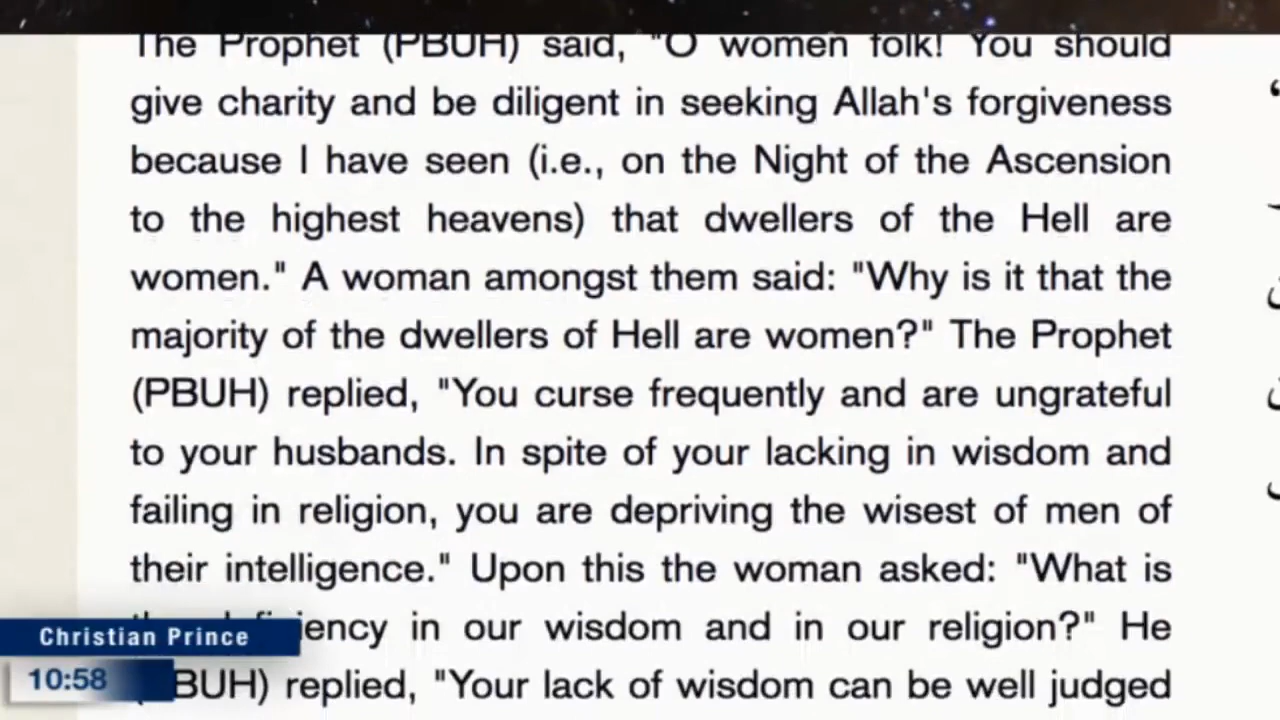 The Prophet (PBUH) said, "O women folk! You should
give charity and be diligent in seeking Allah's forgiveness
because I have seen (i.e., on the Night of the Ascension
to the highest heavens) that dwellers of the Hell are
women." A woman amongst them said: "Why is it that the
majority of the dwellers of Hell are women?" The Prophet
(PBUH) replied, "You curse frequently and are ungrateful
to your husbands. In spite of your lacking in wisdom and
failing in religion, you are depriving the wisest of men of
their intelligence." Upon this the woman asked: "What is
in our wisdom and in our religion?" He
BUH) replied, "Your lack of wisdom can be well judged
Christian Prince
10:58